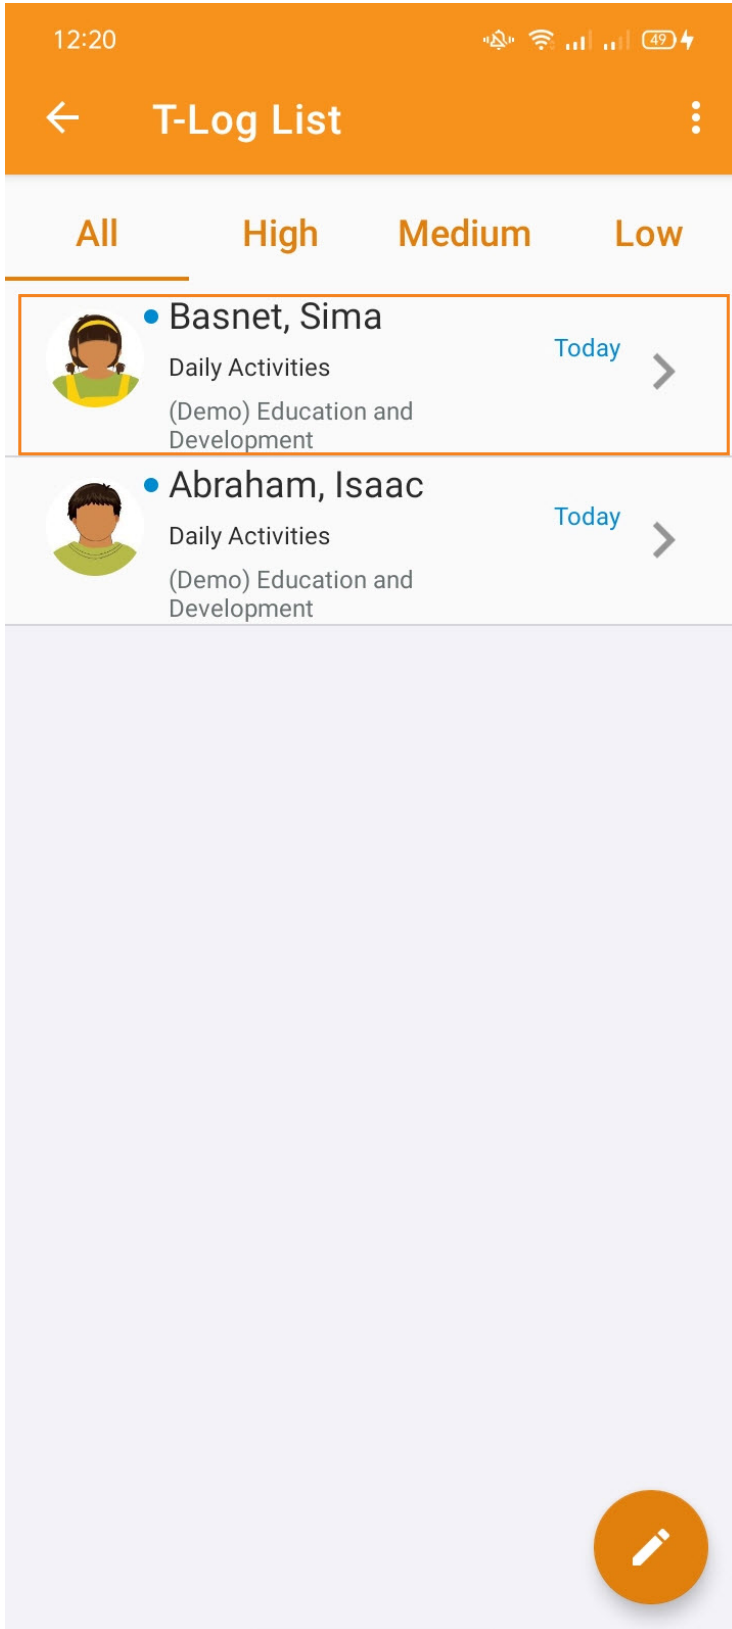 12:20
49
T-Log List
All High Medium Low
Basnet, Sima
Today
Daily Activities
(Demo) Education and
Development
Abraham, Isaac
Today
Daily Activities
(Demo) Education and
Development